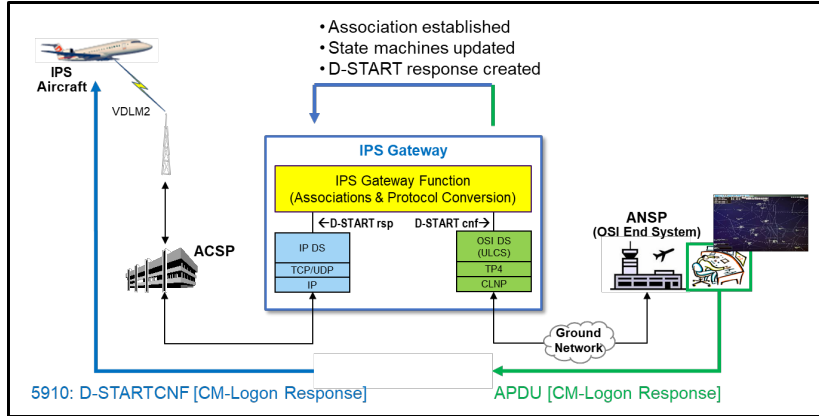 • Association established
• State machines updated
• D-START response created
IPS
Aircraft
VDLM2
IPS Gateway
IPS Gateway Function
(Associations & Protocol Conversion)
←D-START rsp
D-START cnf→
ACSP
IP DS
TCP/UDP
IP
OSI DS
(ULCS)
TP4
CLNP
ANSP
(OSI End System)
Ground
Network
5910: D-STARTCNF [CM-Logon Response]
APDU [CM-Logon Response]